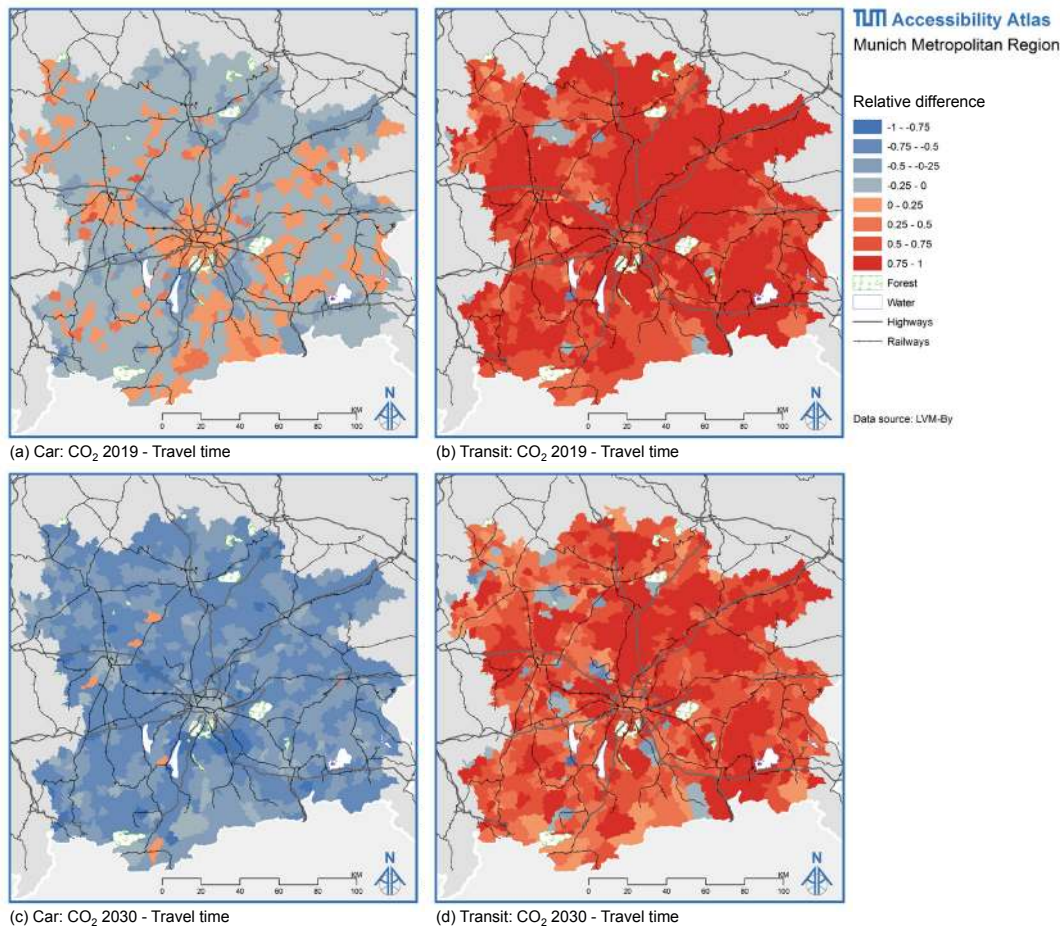 TUM Accessibility Atlas
Munich Metropolitan Region
Relative difference
-1 - -0.75
-0.75 - -0.5
-0.5 - -0.25
-0.25 - 0
0 - 0.25
0.25 - 0.5
0.5 - 0.75
0.75 - 1
Forest
Water
Highways
Railways
Data source: LVM-By
N
KM
0 20 40 60 80 100
N
KM
0 20 40 60 80 100
(a) Car: CO₂ 2019 - Travel time
(b) Transit: CO₂ 2019 - Travel time
N
KM
0 20 40 60 80 100
N
KM
0 20 40 60 80 100
(c) Car: CO₂ 2030 - Travel time
(d) Transit: CO₂ 2030 - Travel time